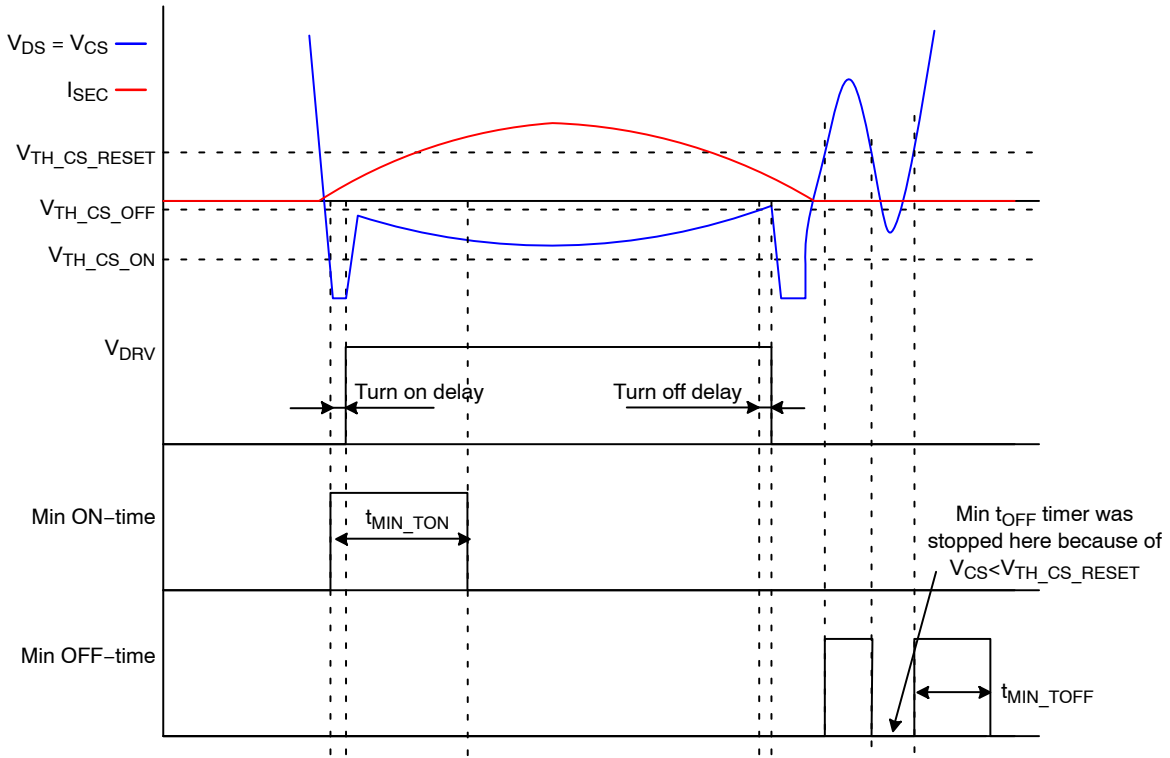 V_DS = V_CS
I_SEC
V_TH_CS_RESET
V_TH_CS_OFF
V_TH_CS_ON
V_DRV
Turn on delay
Turn off delay
Min ON−time
t_MIN_TON
Min t_OFF timer was
stopped here because of
V_CS<V_TH_CS_RESET
Min OFF−time
t_MIN_TOFF